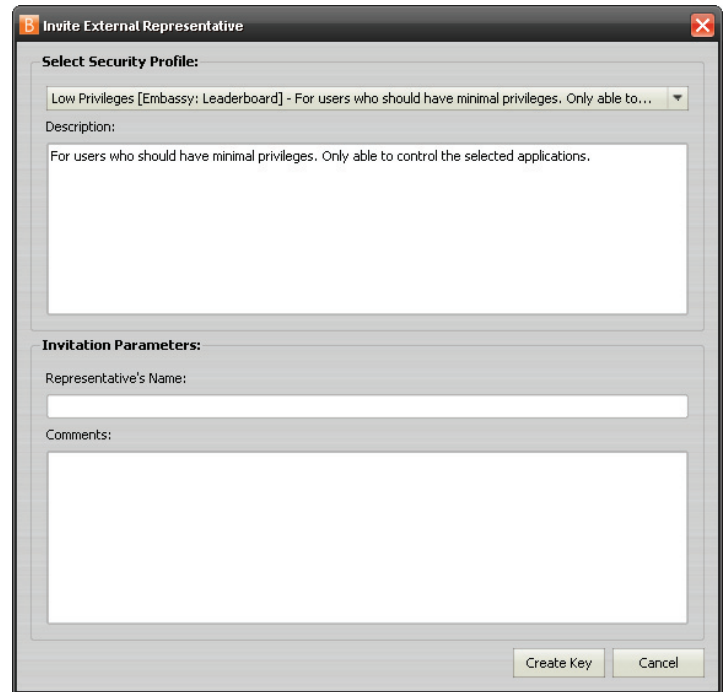 B Invite External Representative
Select Security Profile:
Low Privileges [Embassy: Leaderboard] - For users who should have minimal privileges. Only able to...
Description:
For users who should have minimal privileges. Only able to control the selected applications.
Invitation Parameters:
Representative's Name:
Comments:
Create Key Cancel